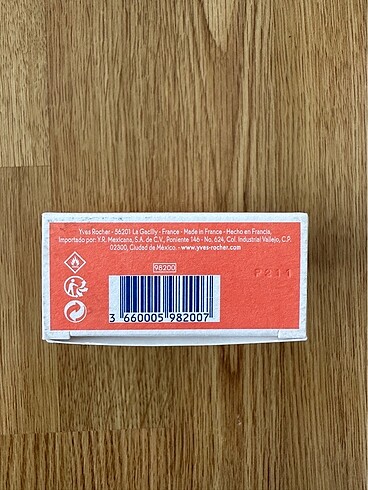 Yves Rocher - 56201 La Gacilly - France - Made in France - Hecho en Francia,
Importado por: Y.R. Mexicana, S.A. de C.V., Poniente 146 - No. 624, Col. Industrial Vallejo, C.P.
02300, Ciudad de México. - www.yves-rocher.com
98200
F211
3 660005 982007